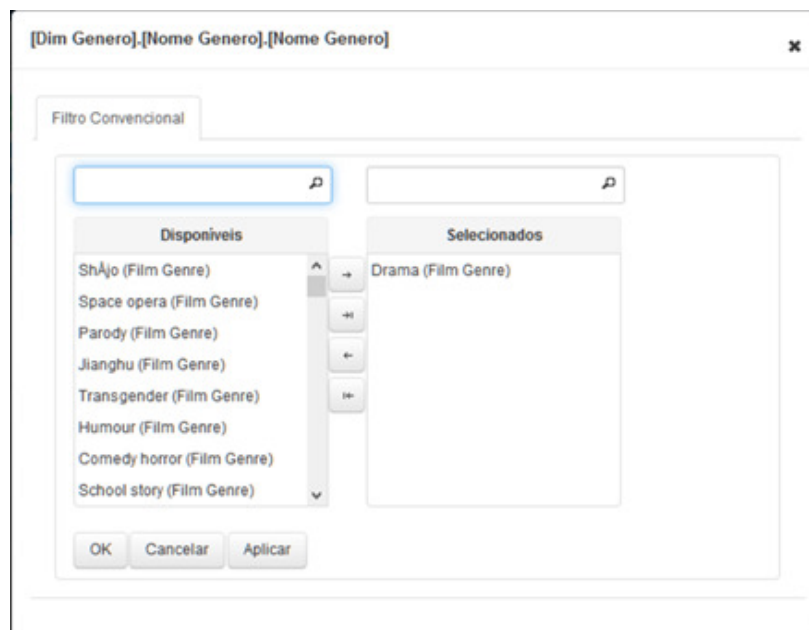 [Dim Genero].[Nome Genero].[Nome Genero]
Filtro Convencional
Disponíveis
Selecionados
ShÅjo (Film Genre)
Space opera (Film Genre)
Parody (Film Genre)
Jianghu (Film Genre)
Transgender (Film Genre)
Humour (Film Genre)
Comedy horror (Film Genre)
School story (Film Genre)
Drama (Film Genre)
OK
Cancelar
Aplicar